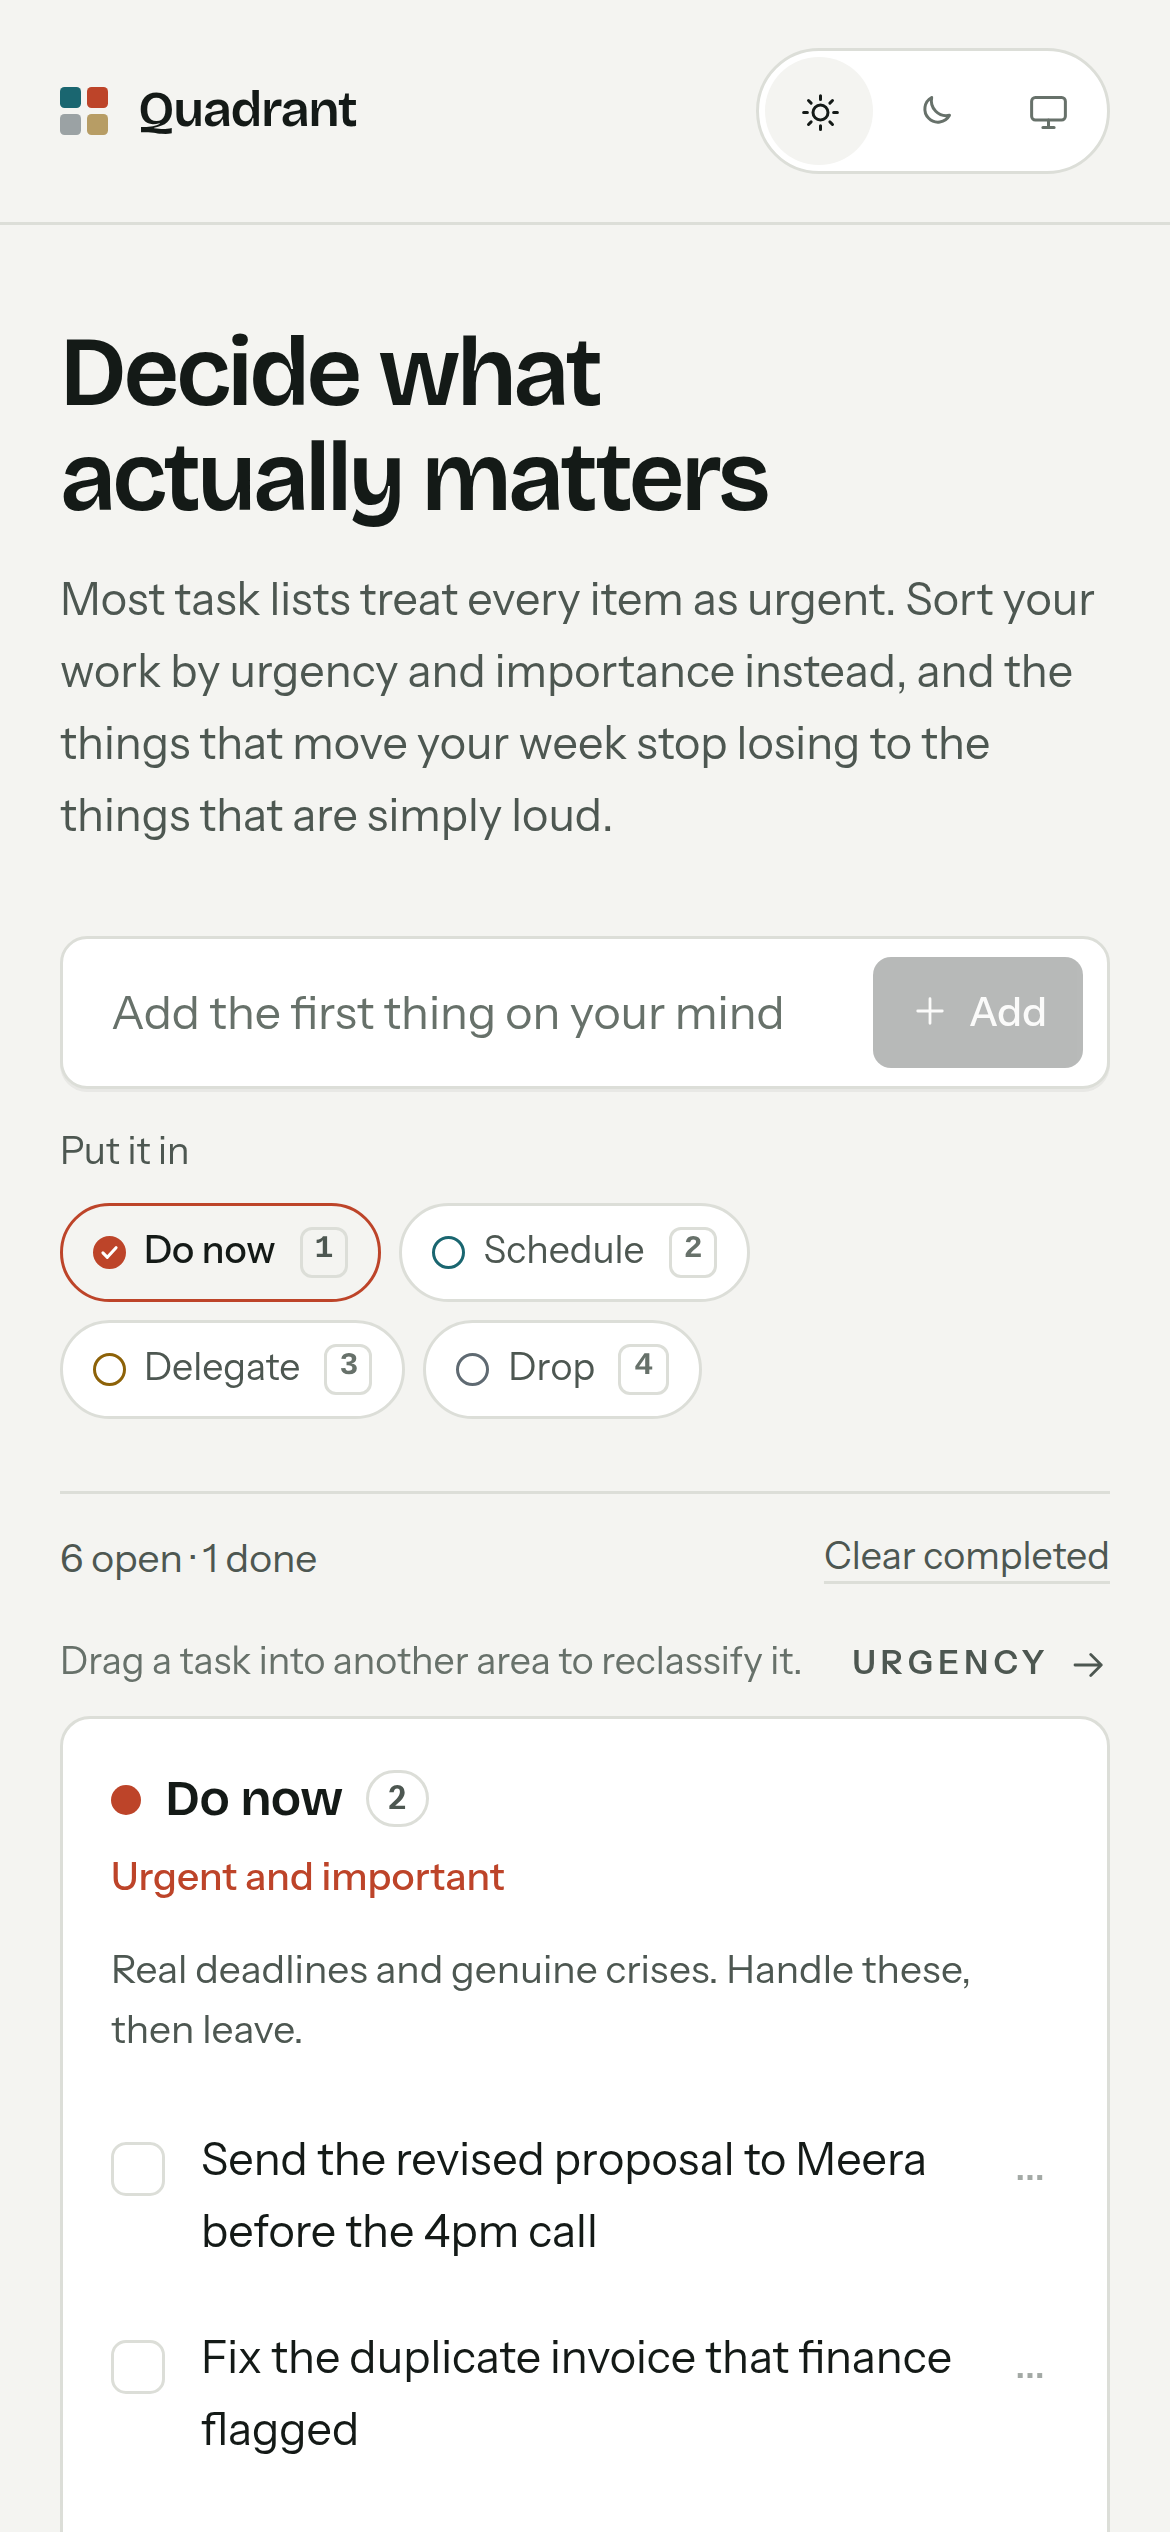 Quadrant
Decide what
actually matters
Most task lists treat every item as urgent. Sort your
work by urgency and importance instead, and the
things that move your week stop losing to the
things that are simply loud.
Add the first thing on your mind
+ Add
Put it in
Do now 1
Schedule 2
Delegate 3
Drop 4
6 open · 1 done
Clear completed
Drag a task into another area to reclassify it.
URGENCY →
Do now 2
Urgent and important
Real deadlines and genuine crises. Handle these,
then leave.
Send the revised proposal to Meera
before the 4pm call
...
Fix the duplicate invoice that finance
flagged
...